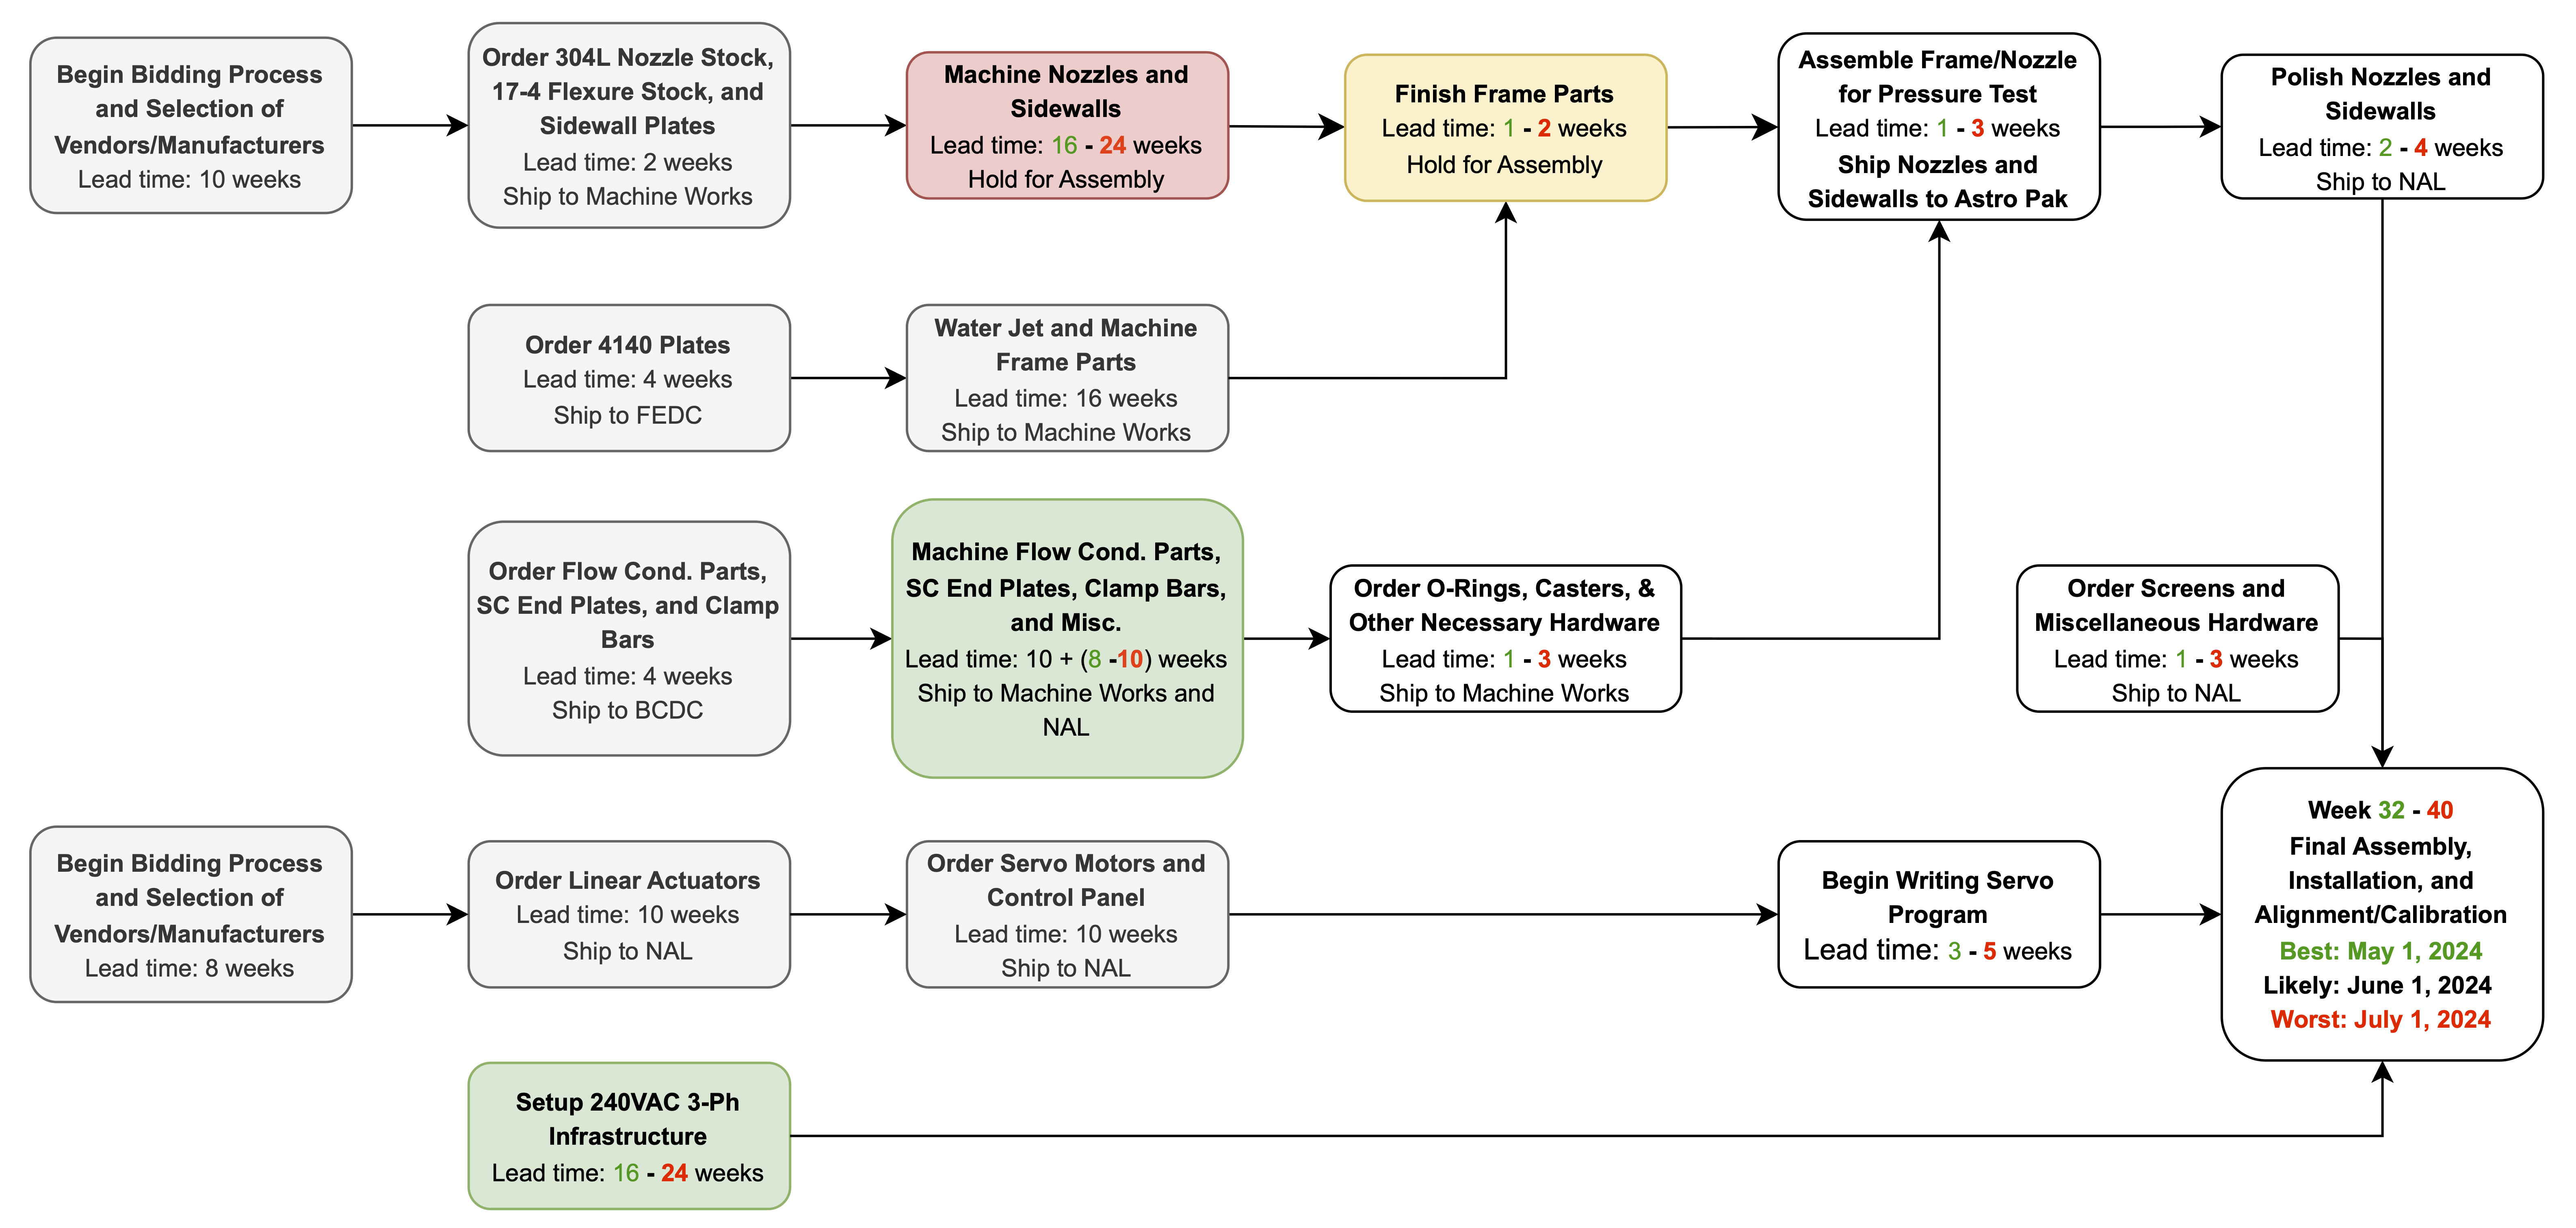 Begin Bidding Process
and Selection of
Vendors/Manufacturers
Lead time: 10 weeks
Order 304L Nozzle Stock,
17-4 Flexure Stock, and
Sidewall Plates
Lead time: 2 weeks
Ship to Machine Works
Machine Nozzles and
Sidewalls
Lead time: 16 - 24 weeks
Hold for Assembly
Finish Frame Parts
Lead time: 1 - 2 weeks
Hold for Assembly
Assemble Frame/Nozzle
for Pressure Test
Lead time: 1 - 3 weeks
Ship Nozzles and
Sidewalls to Astro Pak
Polish Nozzles and
Sidewalls
Lead time: 2 - 4 weeks
Ship to NAL
Order 4140 Plates
Lead time: 4 weeks
Ship to FEDC
Water Jet and Machine
Frame Parts
Lead time: 16 weeks
Ship to Machine Works
Order Flow Cond. Parts,
SC End Plates, and Clamp
Bars
Lead time: 4 weeks
Ship to BCDC
Machine Flow Cond. Parts,
SC End Plates, Clamp Bars,
and Misc.
Lead time: 10 + (8 -10) weeks
Ship to Machine Works and
NAL
Order O-Rings, Casters, &
Other Necessary Hardware
Lead time: 1 - 3 weeks
Ship to Machine Works
Order Screens and
Miscellaneous Hardware
Lead time: 1 - 3 weeks
Ship to NAL
Begin Bidding Process
and Selection of
Vendors/Manufacturers
Lead time: 8 weeks
Order Linear Actuators
Lead time: 10 weeks
Ship to NAL
Order Servo Motors and
Control Panel
Lead time: 10 weeks
Ship to NAL
Begin Writing Servo
Program
Lead time: 3 - 5 weeks
Week 32 - 40
Final Assembly,
Installation, and
Alignment/Calibration
Best: May 1, 2024
Likely: June 1, 2024
Worst: July 1, 2024
Setup 240VAC 3-Ph
Infrastructure
Lead time: 16 - 24 weeks